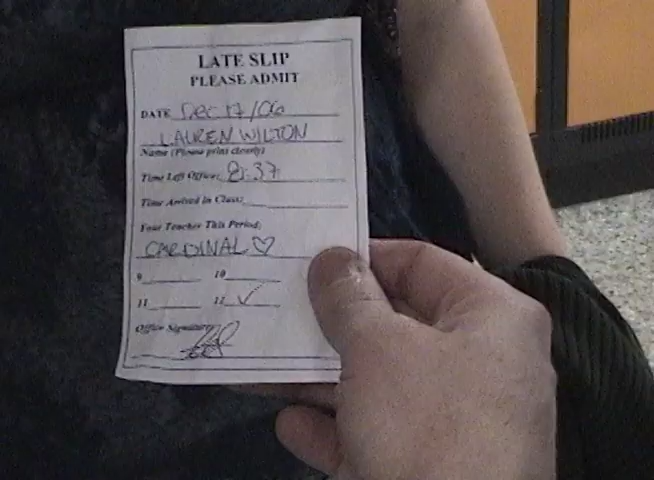 LATE SLIP
PLEASE ADMIT
DATE Dec 17/06
LAUREN WILTON
Name (Please print clearly)
Time Left Office: 8:37
Time Arrived in Class:
Your Teacher This Period:
CARDINAL ♡
9 10
11 12 ✓
Office Signature